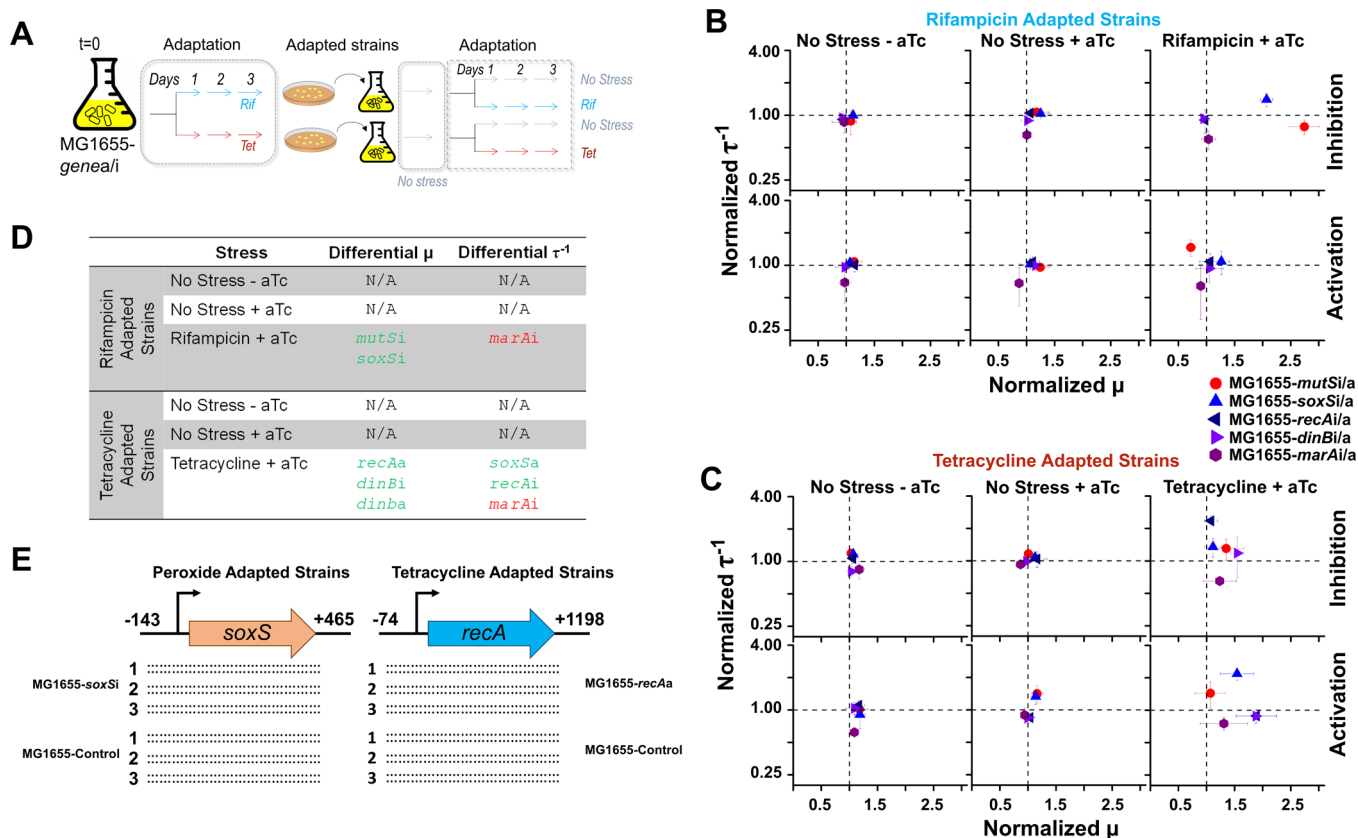 A
t=0
MG1655-
genea/i
Adaptation
Days 1 2 3
Rif
Tet
Adapted strains
No stress
Adaptation
Days 1 2 3
No Stress
Rif
No Stress
Tet
B
Rifampicin Adapted Strains
No Stress - aTc
No Stress + aTc
Rifampicin + aTc
4.00
1.00
0.25
Inhibition
4.00
1.00
0.25
Activation
Normalized τ⁻¹
0.5 1.5 2.5
0.5 1.5 2.5
0.5 1.5 2.5
Normalized μ
MG1655-mutSi/a
MG1655-soxSi/a
MG1655-recAi/a
MG1655-dinBi/a
MG1655-marAi/a
C
Tetracycline Adapted Strains
No Stress - aTc
No Stress + aTc
Tetracycline + aTc
4.00
1.00
0.25
Inhibition
4.00
1.00
0.25
Activation
Normalized τ⁻¹
0.5 1.5 2.5
0.5 1.5 2.5
0.5 1.5 2.5
Normalized μ
D
Stress Differential μ Differential τ⁻¹
Rifampicin
Adapted
Strains
No Stress - aTc N/A N/A
No Stress + aTc N/A N/A
Rifampicin + aTc mutSi marAi
soxSi
Tetracycline
Adapted
Strains
No Stress - aTc N/A N/A
No Stress + aTc N/A N/A
Tetracycline + aTc recAa soxSa
dinBi recAi
dinba marAi
E
Peroxide Adapted Strains
-143
soxS
+465
MG1655-soxSi
1
2
3
MG1655-Control
1
2
3
Tetracycline Adapted Strains
-74
recA
+1198
1
2
3
MG1655-recAa
1
2
3
MG1655-Control